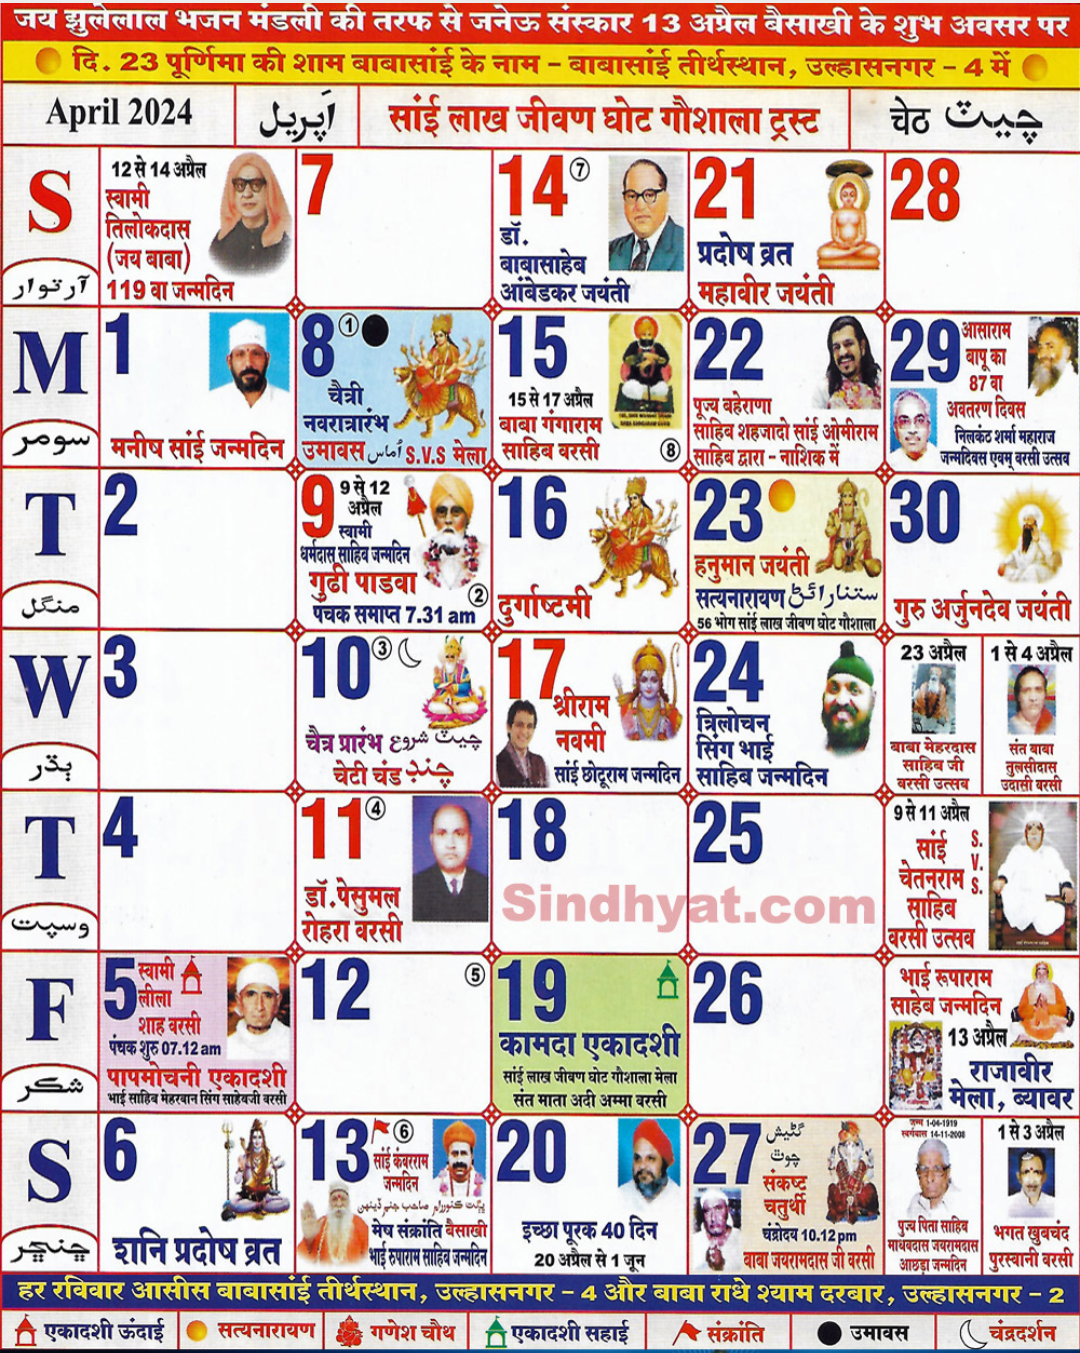 जय झुलेलाल भजन मंडली की तरफ से जनेऊ संस्कार 13 अप्रैल बैसाखी के शुभ अवसर पर
दि. 23 पूर्णिमा की शाम बाबासांई के नाम - बाबासांई तीर्थस्थान, उल्हासनगर - 4 में
April 2024
اَپريل
सांई लाख जीवण घोट गौशाला ट्रस्ट
चेठ چيٽ
S
آرتوار
12 से 14 अप्रैल
स्वामी
तिलोकदास
(जय बाबा)
119 वा जन्मदिन
7
14 7
डॉ.
बाबासाहेब
आंबेडकर जयंती
21
प्रदोष व्रत
महावीर जयंती
28
M
سومر
1
मनीष सांई जन्मदिन
8 1
चैत्री
नवरात्रारंभ
उमावस اُماس S.V.S मेला
15
15 से 17 अप्रैल
बाबा गंगाराम
साहिब वरसी 8
22
पूज्य बहेराणा
साहिब शहजादो सांई ओमीराम
साहिब द्वारा - नाशिक में
29
आसाराम
बापू का
87 वा
अवतरण दिवस
निलकंठ शर्मा महाराज
जन्मदिवस एवम् वरसी उत्सव
T
منگل
2
9
9 से 12
अप्रैल
स्वामी
धर्मदास साहिब जन्मदिन
गुढी पाडवा 2
पचक समाप्त 7.31 am
16
दुर्गाष्टमी
23
हनुमान जयंती
सत्यनारायण
56 भोग सांई लाख जीवण घोट गौशाला
30
गुरु अर्जुनदेव जयंती
W
ٻڌر
3
10 3
चैत्र प्रारंभ چيٽ شروع
चेटी चंड چنڊ
17
श्रीराम
नवमी
सांई छोटूराम जन्मदिन
24
त्रिलोचन
सिंग भाई
साहिब जन्मदिन
23 अप्रैल
बाबा मेहरदास
साहिब जी
वरसी उत्सव
1 से 4 अप्रैल
संत बाबा
तुलसीदास
उदासी वरसी
T
وسپت
4
11 4
डॉ. पेसुमल
रोहरा वरसी
18
25
Sindhyat.com
9 से 11 अप्रैल
सांई
चेतनराम
साहिब
वरसी उत्सव
S.
V.
S.
F
شڪر
5
स्वामी
लीला
शाह वरसी
पंचक शुरु 07.12 am
पापमोचनी एकादशी
भाई साहिब मेहरबान सिंग साहेबजी वरसी
12 5
19
कामदा एकादशी
सांई लाख जीवण घोट गौशाला मेला
संत माता अदी अम्मा वरसी
26
भाई रूपाराम
साहेब जन्मदिन
13 अप्रैल
राजावीर
मेला, ब्यावर
S
ڇنڇر
6
शनि प्रदोष व्रत
13 6
सांई कंवरराम
जन्मदिन
मेष संक्रांति बैसाखी
भाई रुपाराम साहिब जन्मदिन
20
इच्छा पूरक 40 दिन
20 अप्रैल से 1 जून
27
چوٿ
संकष्ट
चतुर्थी
चंद्रोदय 10.12 pm
बाबा जयरामदास जी वरसी
जन्म 1-04-1919
स्वर्गवास 14-11-2008
पुज्य पिता साहिब
माधवदास जयरामदास
आछड़ा जन्मदिन
1 से 3 अप्रैल
भगत खुबचंद
पुरस्वानी वरसी
हर रविवार आसीस बाबासांई तीर्थस्थान, उल्हासनगर - 4 और बाबा राधे श्याम दरबार, उल्हासनगर - 2
एकादशी ऊंदाई
सत्यनारायण
गणेश चौथ
एकादशी सहाई
संक्रांति
उमावस
चंद्रदर्शन